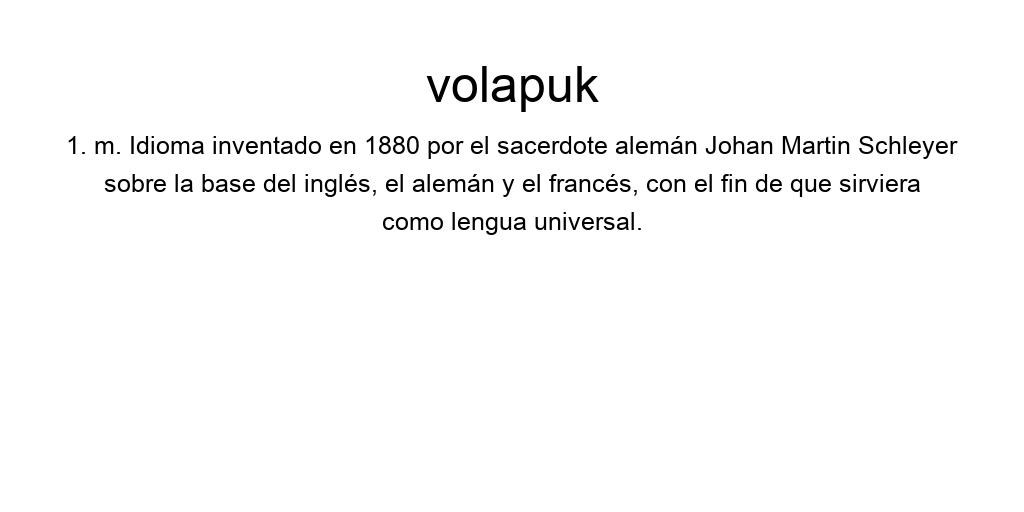 volapuk
1. m. Idioma inventado en 1880 por el sacerdote alemán Johan Martin Schleyer
sobre la base del inglés, el alemán y el francés, con el fin de que sirviera
como lengua universal.